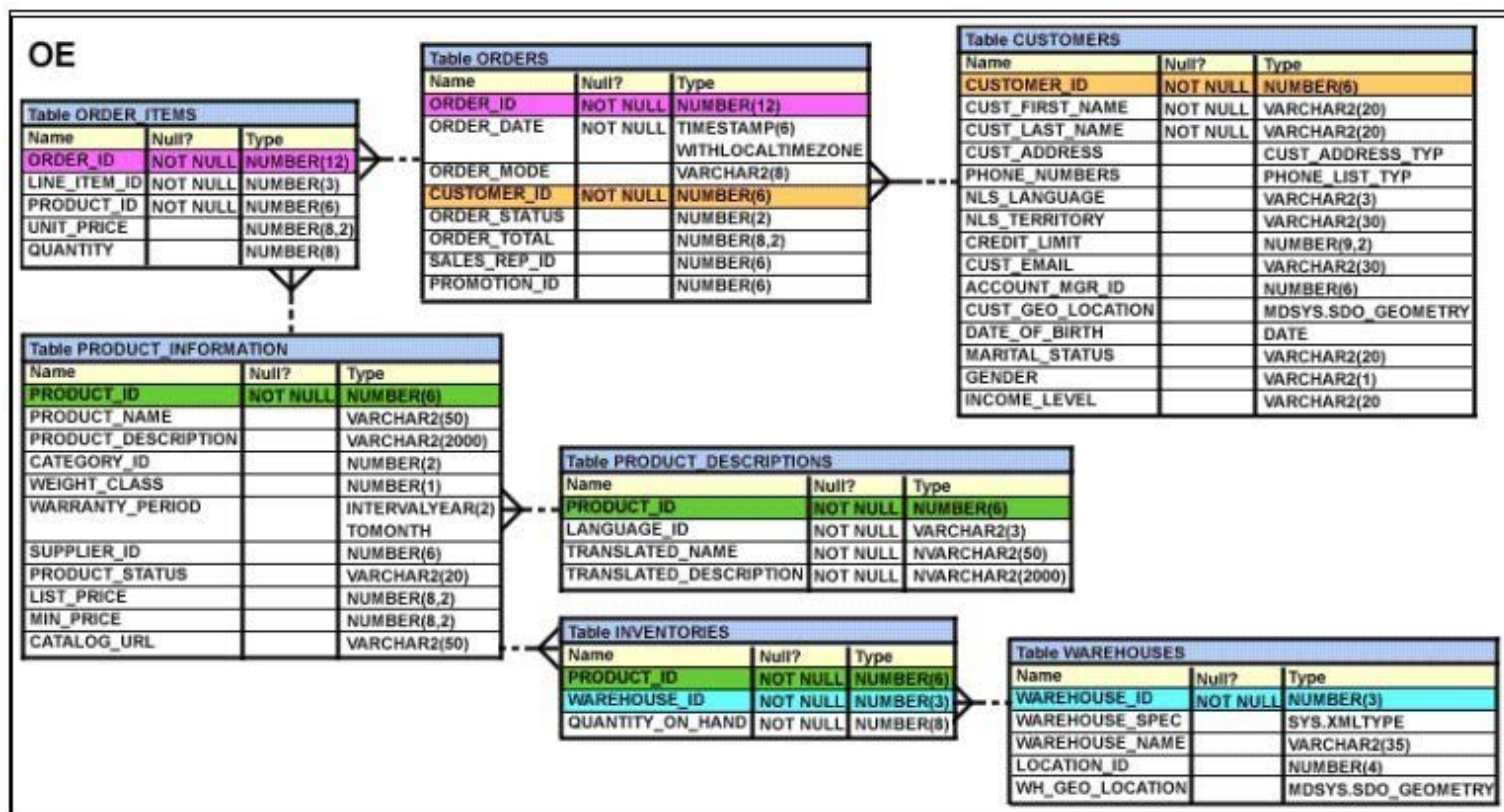 OE
Table ORDER_ITEMS
Name Null? Type
ORDER_ID NOT NULL NUMBER(12)
LINE_ITEM_ID NOT NULL NUMBER(3)
PRODUCT_ID NOT NULL NUMBER(6)
UNIT_PRICE NUMBER(8,2)
QUANTITY NUMBER(8)
Table ORDERS
Name Null? Type
ORDER_ID NOT NULL NUMBER(12)
ORDER_DATE NOT NULL TIMESTAMP(6)
WITHLOCALTIMEZONE
ORDER_MODE VARCHAR2(8)
CUSTOMER_ID NOT NULL NUMBER(6)
ORDER_STATUS NUMBER(2)
ORDER_TOTAL NUMBER(8,2)
SALES_REP_ID NUMBER(6)
PROMOTION_ID NUMBER(6)
Table CUSTOMERS
Name Null? Type
CUSTOMER_ID NOT NULL NUMBER(6)
CUST_FIRST_NAME NOT NULL VARCHAR2(20)
CUST_LAST_NAME NOT NULL VARCHAR2(20)
CUST_ADDRESS CUST_ADDRESS_TYP
PHONE_NUMBERS PHONE_LIST_TYP
NLS_LANGUAGE VARCHAR2(3)
NLS_TERRITORY VARCHAR2(30)
CREDIT_LIMIT NUMBER(9,2)
CUST_EMAIL VARCHAR2(30)
ACCOUNT_MGR_ID NUMBER(6)
CUST_GEO_LOCATION MDSYS.SDO_GEOMETRY
DATE_OF_BIRTH DATE
MARITAL_STATUS VARCHAR2(20)
GENDER VARCHAR2(1)
INCOME_LEVEL VARCHAR2(20
Table PRODUCT_INFORMATION
Name Null? Type
PRODUCT_ID NOT NULL NUMBER(6)
PRODUCT_NAME VARCHAR2(50)
PRODUCT_DESCRIPTION VARCHAR2(2000)
CATEGORY_ID NUMBER(2)
WEIGHT_CLASS NUMBER(1)
WARRANTY_PERIOD INTERVALYEAR(2)
TOMONTH
SUPPLIER_ID NUMBER(6)
PRODUCT_STATUS VARCHAR2(20)
LIST_PRICE NUMBER(8,2)
MIN_PRICE NUMBER(8,2)
CATALOG_URL VARCHAR2(50)
Table PRODUCT_DESCRIPTIONS
Name Null? Type
PRODUCT_ID NOT NULL NUMBER(6)
LANGUAGE_ID NOT NULL VARCHAR2(3)
TRANSLATED_NAME NOT NULL NVARCHAR2(50)
TRANSLATED_DESCRIPTION NOT NULL NVARCHAR2(2000)
Table INVENTORIES
Name Null? Type
PRODUCT_ID NOT NULL NUMBER(6)
WAREHOUSE_ID NOT NULL NUMBER(3)
QUANTITY_ON_HAND NOT NULL NUMBER(8)
Table WAREHOUSES
Name Null? Type
WAREHOUSE_ID NOT NULL NUMBER(3)
WAREHOUSE_SPEC SYS.XMLTYPE
WAREHOUSE_NAME VARCHAR2(35)
LOCATION_ID NUMBER(4)
WH_GEO_LOCATION MDSYS.SDO_GEOMETRY